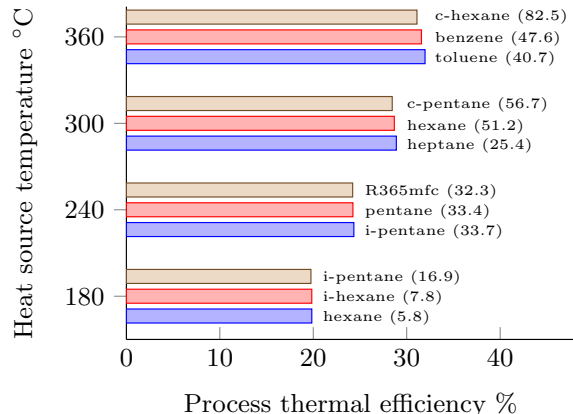 Heat source temperature °C
360
300
240
180
c-hexane (82.5)
benzene (47.6)
toluene (40.7)
c-pentane (56.7)
hexane (51.2)
heptane (25.4)
R365mfc (32.3)
pentane (33.4)
i-pentane (33.7)
i-pentane (16.9)
i-hexane (7.8)
hexane (5.8)
0 10 20 30 40
Process thermal efficiency %